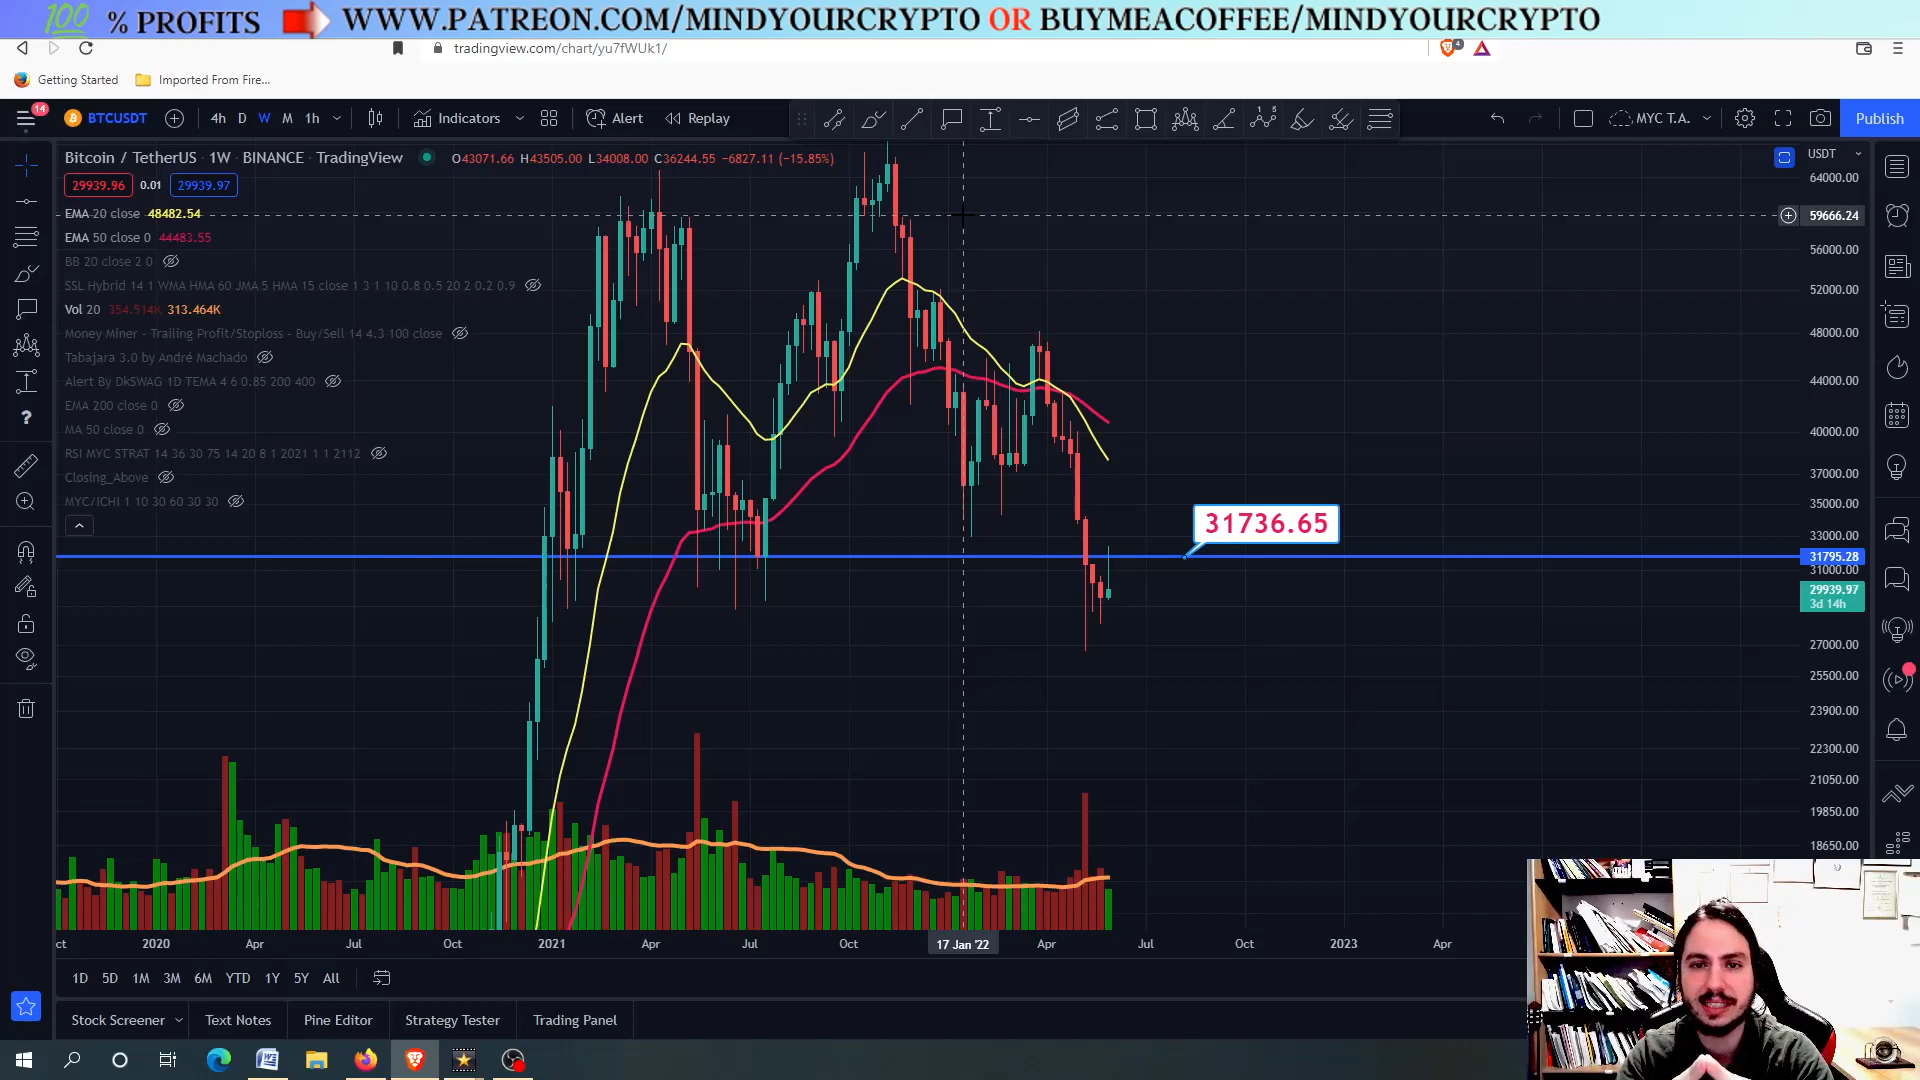 100 % PROFITS WWW.PATREON.COM/MINDYOURCRYPTO OR BUYMEACOFFEE/MINDYOURCRYPTO
tradingview.com/chart/yu7fWUk1/
4
Getting Started
Imported From Fire...
14
BTCUSDT
4h D W M 1h
Indicators
Alert
Replay
1 5
MYC T.A.
Publish
Bitcoin / TetherUS · 1W · BINANCE · TradingView
O43071.66 H43505.00 L34008.00 C36244.55 −6827.11 (−15.85%)
USDT
29939.96 0.01 29939.97
EMA 20 close 48482.54
EMA 50 close 0 44483.55
BB 20 close 2 0
SSL Hybrid 14 1 WMA HMA 60 JMA 5 HMA 15 close 1 3 1 10 0.8 0.5 20 2 0.2 0.9
Vol 20 354.514K 313.464K
Money Miner - Trailing Profit/Stoploss - Buy/Sell 14 4.3 100 close
Tabajara 3.0 by André Machado
Alert By DkSWAG 1D TEMA 4 6 0.85 200 400
EMA 200 close 0
MA 50 close 0
RSI MYC STRAT 14 36 30 75 14 20 8 1 2021 1 1 2112
Closing_Above
MYC/ICHI 1 10 30 60 30 30
31736.65
64000.00
59666.24
56000.00
52000.00
48000.00
44000.00
40000.00
37000.00
35000.00
33000.00
31795.28
31000.00
29939.97
3d 14h
27000.00
25500.00
23900.00
22300.00
21050.00
19850.00
18650.00
ct 2020 Apr Jul Oct 2021 Apr Jul Oct 17 Jan '22 Apr Jul Oct 2023 Apr
1D 5D 1M 3M 6M YTD 1Y 5Y All
Stock Screener
Text Notes
Pine Editor
Strategy Tester
Trading Panel